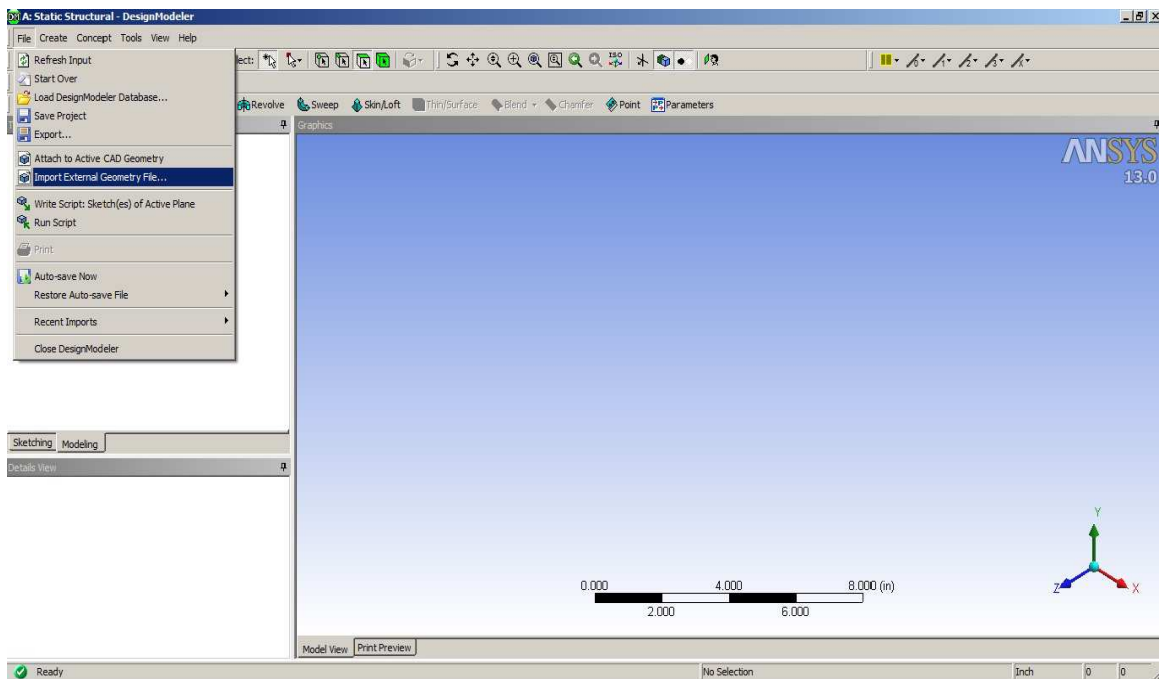 A: Static Structural - DesignModeler
File Create Concept Tools View Help
Refresh Input
Start Over
Load DesignModeler Database...
Save Project
Export...
Attach to Active CAD Geometry
Import External Geometry File...
Write Script: Sketch(es) of Active Plane
Run Script
Print
Auto-save Now
Restore Auto-save File
Recent Imports
Close DesignModeler
ISO
Revolve Sweep Skin/Loft Thin/Surface Blend Chamfer Point Parameters
Graphics
ANSYS
13.0
Sketching Modeling
Details View
Y
Z X
0.000 4.000 8.000 (in)
2.000 6.000
Model View Print Preview
Ready No Selection Inch 0 0